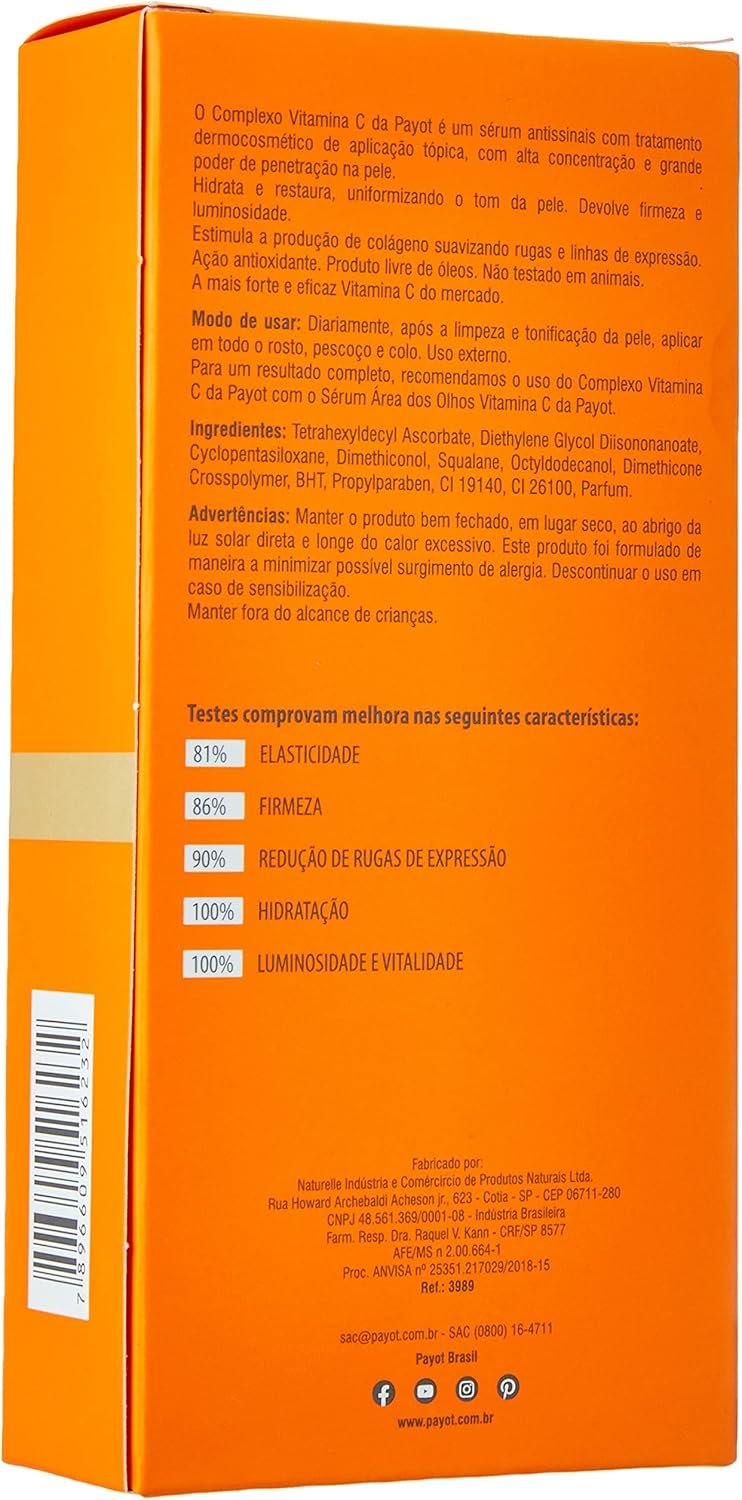 O Complexo Vitamina C da Payot é um sérum antissinais com tratamento
dermocosmético de aplicação tópica, com alta concentração e grande
poder de penetração na pele.
Hidrata e restaura, uniformizando o tom da pele. Devolve firmeza e
luminosidade.
Estimula a produção de colágeno suavizando rugas e linhas de expressão.
Ação antioxidante. Produto livre de óleos. Não testado em animais.
A mais forte e eficaz Vitamina C do mercado.
Modo de usar: Diariamente, após a limpeza e tonificação da pele, aplicar
em todo o rosto, pescoço e colo. Uso externo.
Para um resultado completo, recomendamos o uso do Complexo Vitamina
C da Payot com o Sérum Área dos Olhos Vitamina C da Payot.
Ingredientes: Tetrahexyldecyl Ascorbate, Diethylene Glycol Diisononanoate,
Cyclopentasiloxane, Dimethiconol, Squalane, Octyldodecanol, Dimethicone
Crosspolymer, BHT, Propylparaben, CI 19140, CI 26100, Parfum.
Advertências: Manter o produto bem fechado, em lugar seco, ao abrigo da
luz solar direta e longe do calor excessivo. Este produto foi formulado de
maneira a minimizar possível surgimento de alergia. Descontinuar o uso em
caso de sensibilização.
Manter fora do alcance de crianças.
Testes comprovam melhora nas seguintes características:
81% ELASTICIDADE
86% FIRMEZA
90% REDUÇÃO DE RUGAS DE EXPRESSÃO
100% HIDRATAÇÃO
100% LUMINOSIDADE E VITALIDADE
Fabricado por:
Naturelle Indústria e Comércircio de Produtos Naturais Ltda.
Rua Howard Archebaldi Acheson jr., 623 - Cotia - SP - CEP 06711-280
CNPJ 48.561.369/0001-08 - Indústria Brasileira
Farm. Resp. Dra. Raquel V. Kann - CRF/SP 8577
AFE/MS n 2.00.664-1
Proc. ANVISA nº 25351.217029/2018-15
Ref.: 3989
sac@payot.com.br - SAC (0800) 16-4711
Payot Brasil
www.payot.com.br
7 896609 516232